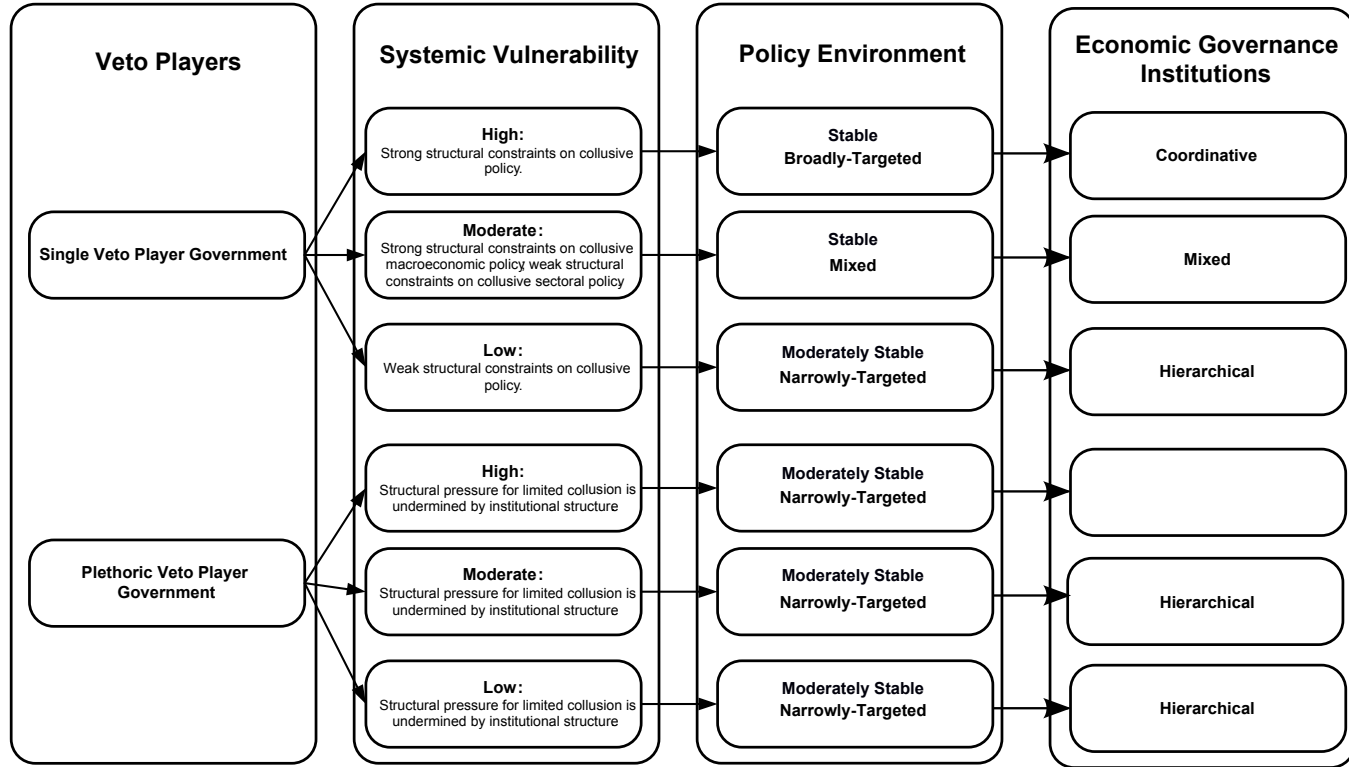 Veto Players
Systemic Vulnerability
Policy Environment
Economic Governance
Institutions
Single Veto Player Government
High:
Strong structural constraints on collusive
policy.
Stable
Broadly-Targeted
Coordinative
Moderate:
Strong structural constraints on collusive
macroeconomic policy, weak structural
constraints on collusive sectoral policy
Stable
Mixed
Mixed
Low:
Weak structural constraints on collusive
policy.
Moderately Stable
Narrowly-Targeted
Hierarchical
Plethoric Veto Player
Government
High:
Structural pressure for limited collusion is
undermined by institutional structure
Moderately Stable
Narrowly-Targeted
Moderate:
Structural pressure for limited collusion is
undermined by institutional structure
Moderately Stable
Narrowly-Targeted
Hierarchical
Low:
Structural pressure for limited collusion is
undermined by institutional structure
Moderately Stable
Narrowly-Targeted
Hierarchical